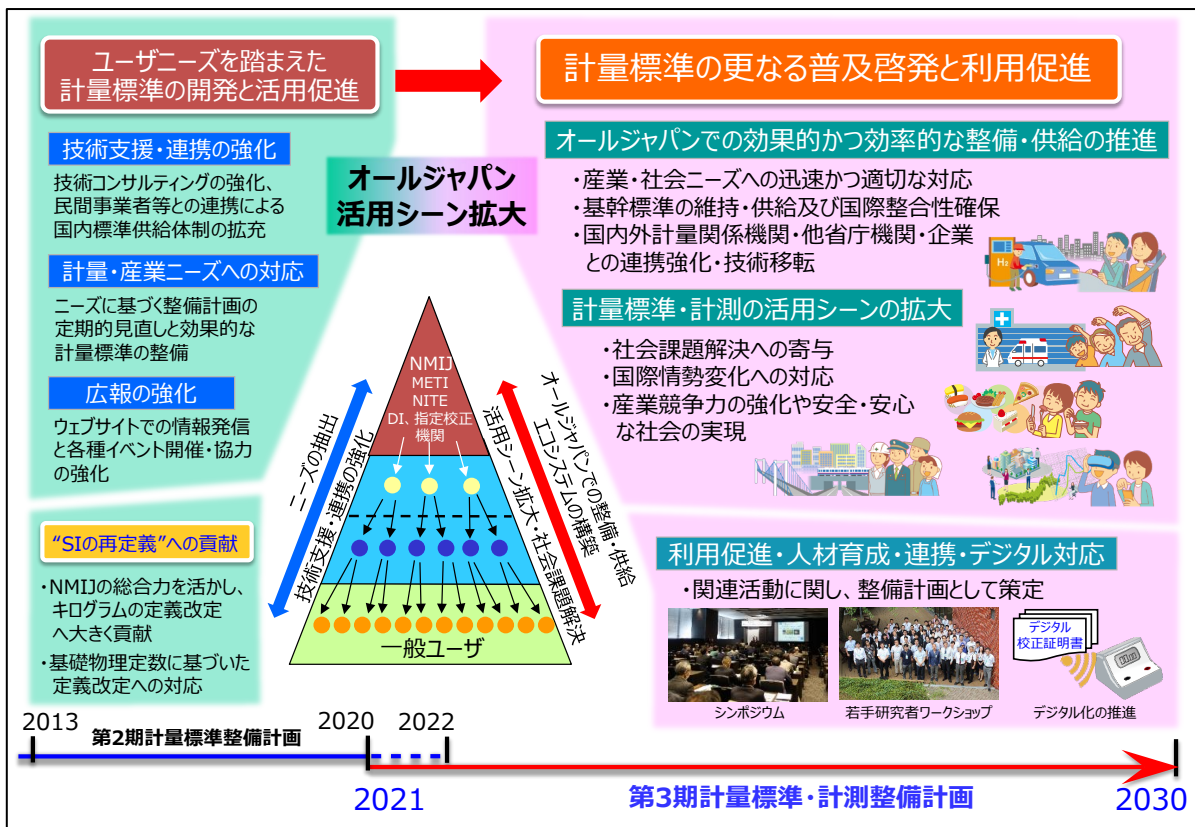 ユーザニーズを踏まえた
計量標準の開発と活用促進
計量標準の更なる普及啓発と利用促進
技術支援・連携の強化
技術コンサルティングの強化、
民間事業者等との連携による
国内標準供給体制の拡充
計量・産業ニーズへの対応
ニーズに基づく整備計画の
定期的見直しと効果的な
計量標準の整備
広報の強化
ウェブサイトでの情報発信
と各種イベント開催・協力
の強化
“SIの再定義”への貢献
・NMIJの総合力を活かし、
キログラムの定義改定
へ大きく貢献
・基礎物理定数に基づいた
定義改定への対応
オールジャパン
活用シーン拡大
NMIJ
METI
NITE
DI、指定校正
機関
一般ユーザ
ニーズの抽出
技術支援・連携の強化
オールジャパンでの整備・供給
エコシステムの構築
活用シーン拡大・社会課題解決
オールジャパンでの効果的かつ効率的な整備・供給の推進
・産業・社会ニーズへの迅速かつ適切な対応
・基幹標準の維持・供給及び国際整合性確保
・国内外計量関係機関・他省庁機関・企業
との連携強化・技術移転
H2
計量標準・計測の活用シーンの拡大
・社会課題解決への寄与
・国際情勢変化への対応
・産業競争力の強化や安全・安心
な社会の実現
利用促進・人材育成・連携・デジタル対応
・関連活動に関し、整備計画として策定
デジタル
校正証明書
シンポジウム
若手研究者ワークショップ
デジタル化の推進
2013
第2期計量標準整備計画
2020
2022
2021
第3期計量標準・計測整備計画
2030